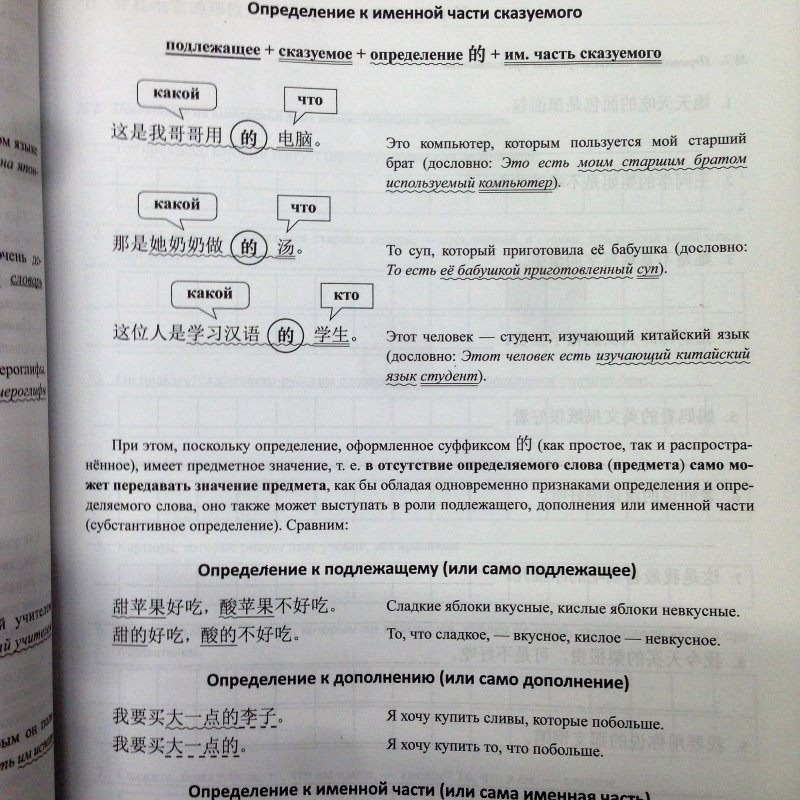 Определение к именной части сказуемого
подлежащее + сказуемое + определение 的 + им. часть сказуемого
какой
что
这是我哥哥用 的 电脑。
Это компьютер, которым пользуется мой старший
брат (дословно: Это есть моим старшим братом
используемый компьютер).
какой
что
那是她奶奶做 的 汤。
То суп, который приготовила её бабушка (дословно:
То есть её бабушкой приготовленный суп).
какой
кто
这位人是学习汉语 的 学生。
Этот человек — студент, изучающий китайский язык
(дословно: Этот человек есть изучающий китайский
язык студент).
При этом, поскольку определение, оформленное суффиксом 的 (как простое, так и распростра-
нённое), имеет предметное значение, т. е. в отсутствие определяемого слова (предмета) само мо-
жет передавать значение предмета, как бы обладая одновременно признаками определения и опре-
деляемого слова, оно также может выступать в роли подлежащего, дополнения или именной части
(субстантивное определение). Сравним:
Определение к подлежащему (или само подлежащее)
甜苹果好吃，酸苹果不好吃。
Сладкие яблоки вкусные, кислые яблоки невкусные.
甜的好吃，酸的不好吃。
То, что сладкое, — вкусное, кислое — невкусное.
Определение к дополнению (или само дополнение)
我要买大一点的李子。
Я хочу купить сливы, которые побольше.
我要买大一点的。
Я хочу купить то, что побольше.
Определение к именной части (или сама именная часть)
словарь